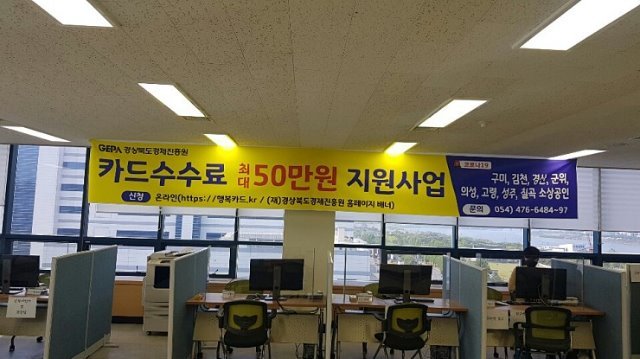 GEPA 경상북도경제진흥원
카드수수료 최대 50만원 지원사업
신청 온라인(https://행복카드.kr / (재)경상북도경제진흥원 홈페이지 배너)
코로나19
구미, 김천, 경산, 군위,
의성, 고령, 성주, 칠곡 소상공인
문의 054) 476-6484~97